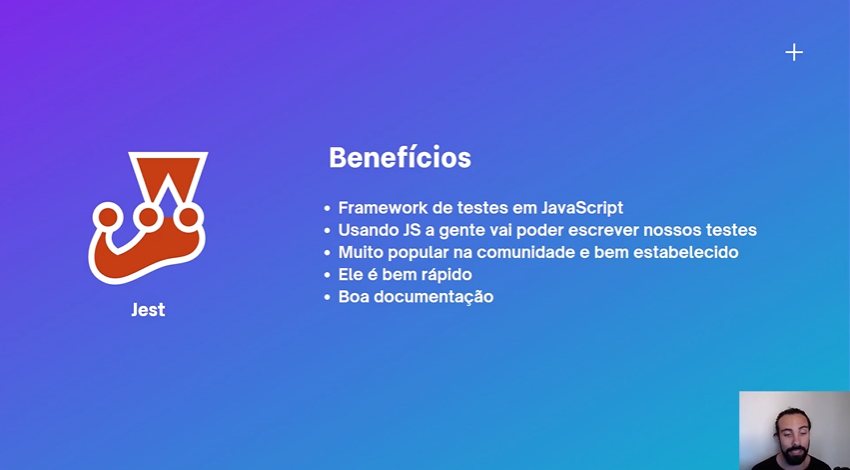 Benefícios
• Framework de testes em JavaScript
• Usando JS a gente vai poder escrever nossos testes
• Muito popular na comunidade e bem estabelecido
• Ele é bem rápido
• Boa documentação
Jest